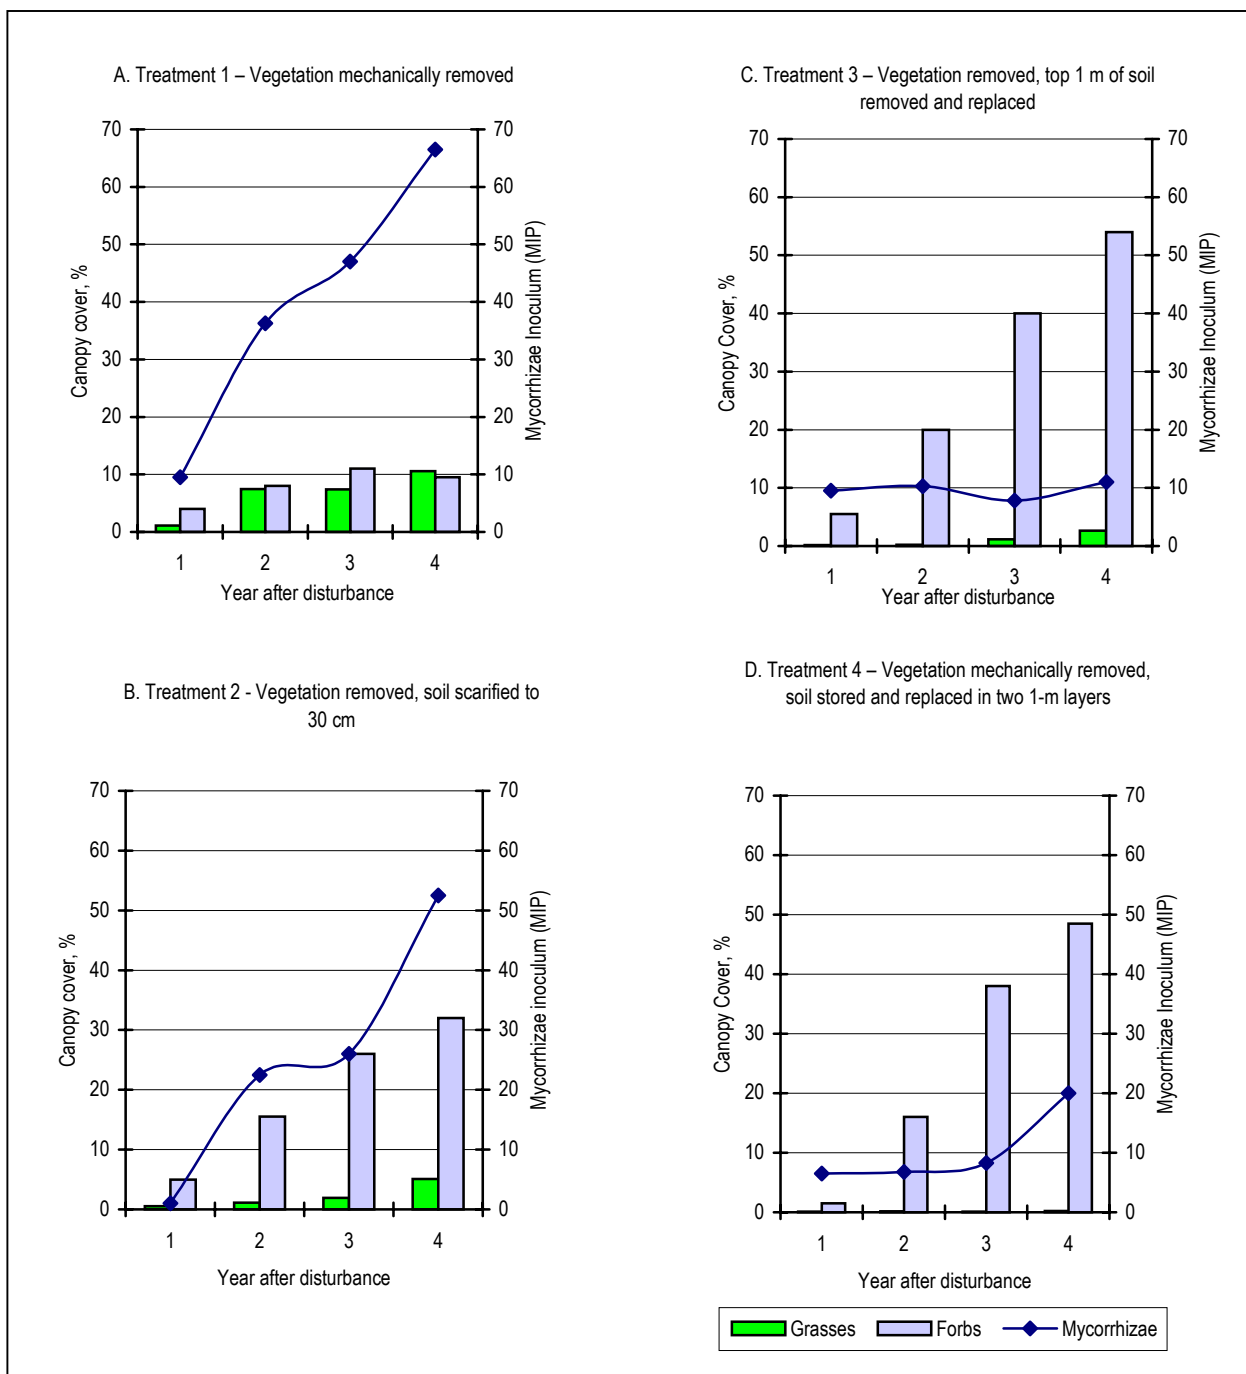 A. Treatment 1 – Vegetation mechanically removed
70
60
50
40
30
20
10
0
Canopy cover, %
70
60
50
40
30
20
10
0
Mycorrhizae Inoculum (MIP)
1 2 3 4
Year after disturbance
C. Treatment 3 – Vegetation removed, top 1 m of soil
removed and replaced
70
60
50
40
30
20
10
0
Canopy Cover, %
70
60
50
40
30
20
10
0
Mycorrhizae Inoculum (MIP)
1 2 3 4
Year after disturbance
B. Treatment 2 - Vegetation removed, soil scarified to
30 cm
70
60
50
40
30
20
10
0
Canopy cover, %
70
60
50
40
30
20
10
0
Mycorrhizae inoculum (MIP)
1 2 3 4
Year after disturbance
D. Treatment 4 – Vegetation mechanically removed,
soil stored and replaced in two 1-m layers
70
60
50
40
30
20
10
0
Canopy Cover, %
70
60
50
40
30
20
10
0
Mycorrhizae Inoculum (MIP)
1 2 3 4
Year after disturbance
Grasses Forbs Mycorrhizae